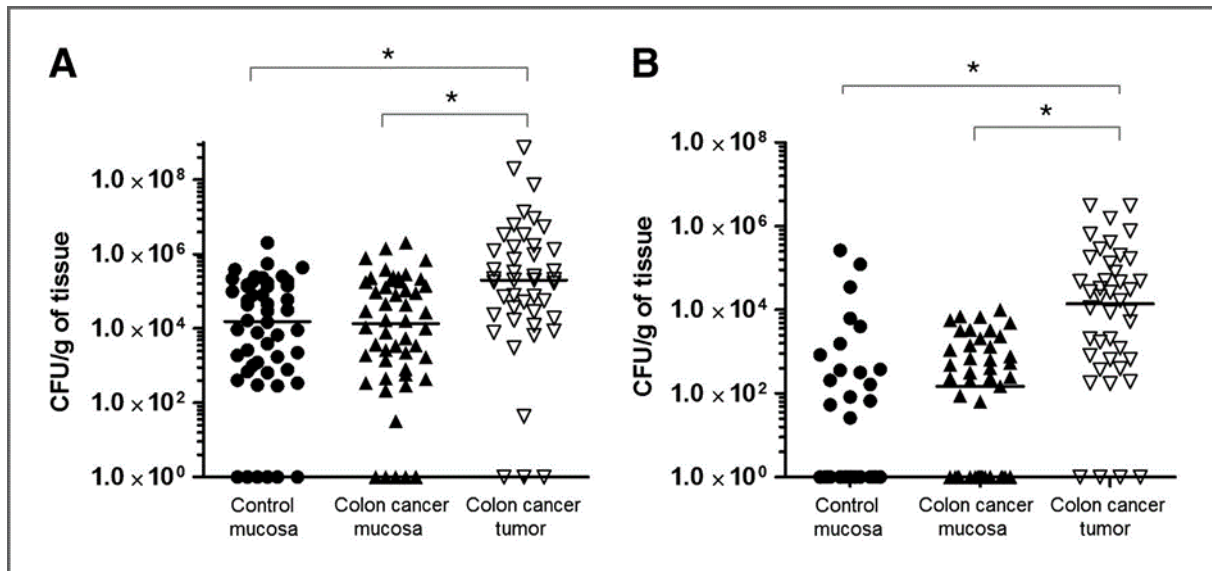 A
*
*
CFU/g of tissue
1.0 × 10⁸
1.0 × 10⁶
1.0 × 10⁴
1.0 × 10²
1.0 × 10⁰
Control
mucosa
Colon cancer
mucosa
Colon cancer
tumor
B
*
*
CFU/g of tissue
1.0 × 10⁸
1.0 × 10⁶
1.0 × 10⁴
1.0 × 10²
1.0 × 10⁰
Control
mucosa
Colon cancer
mucosa
Colon cancer
tumor